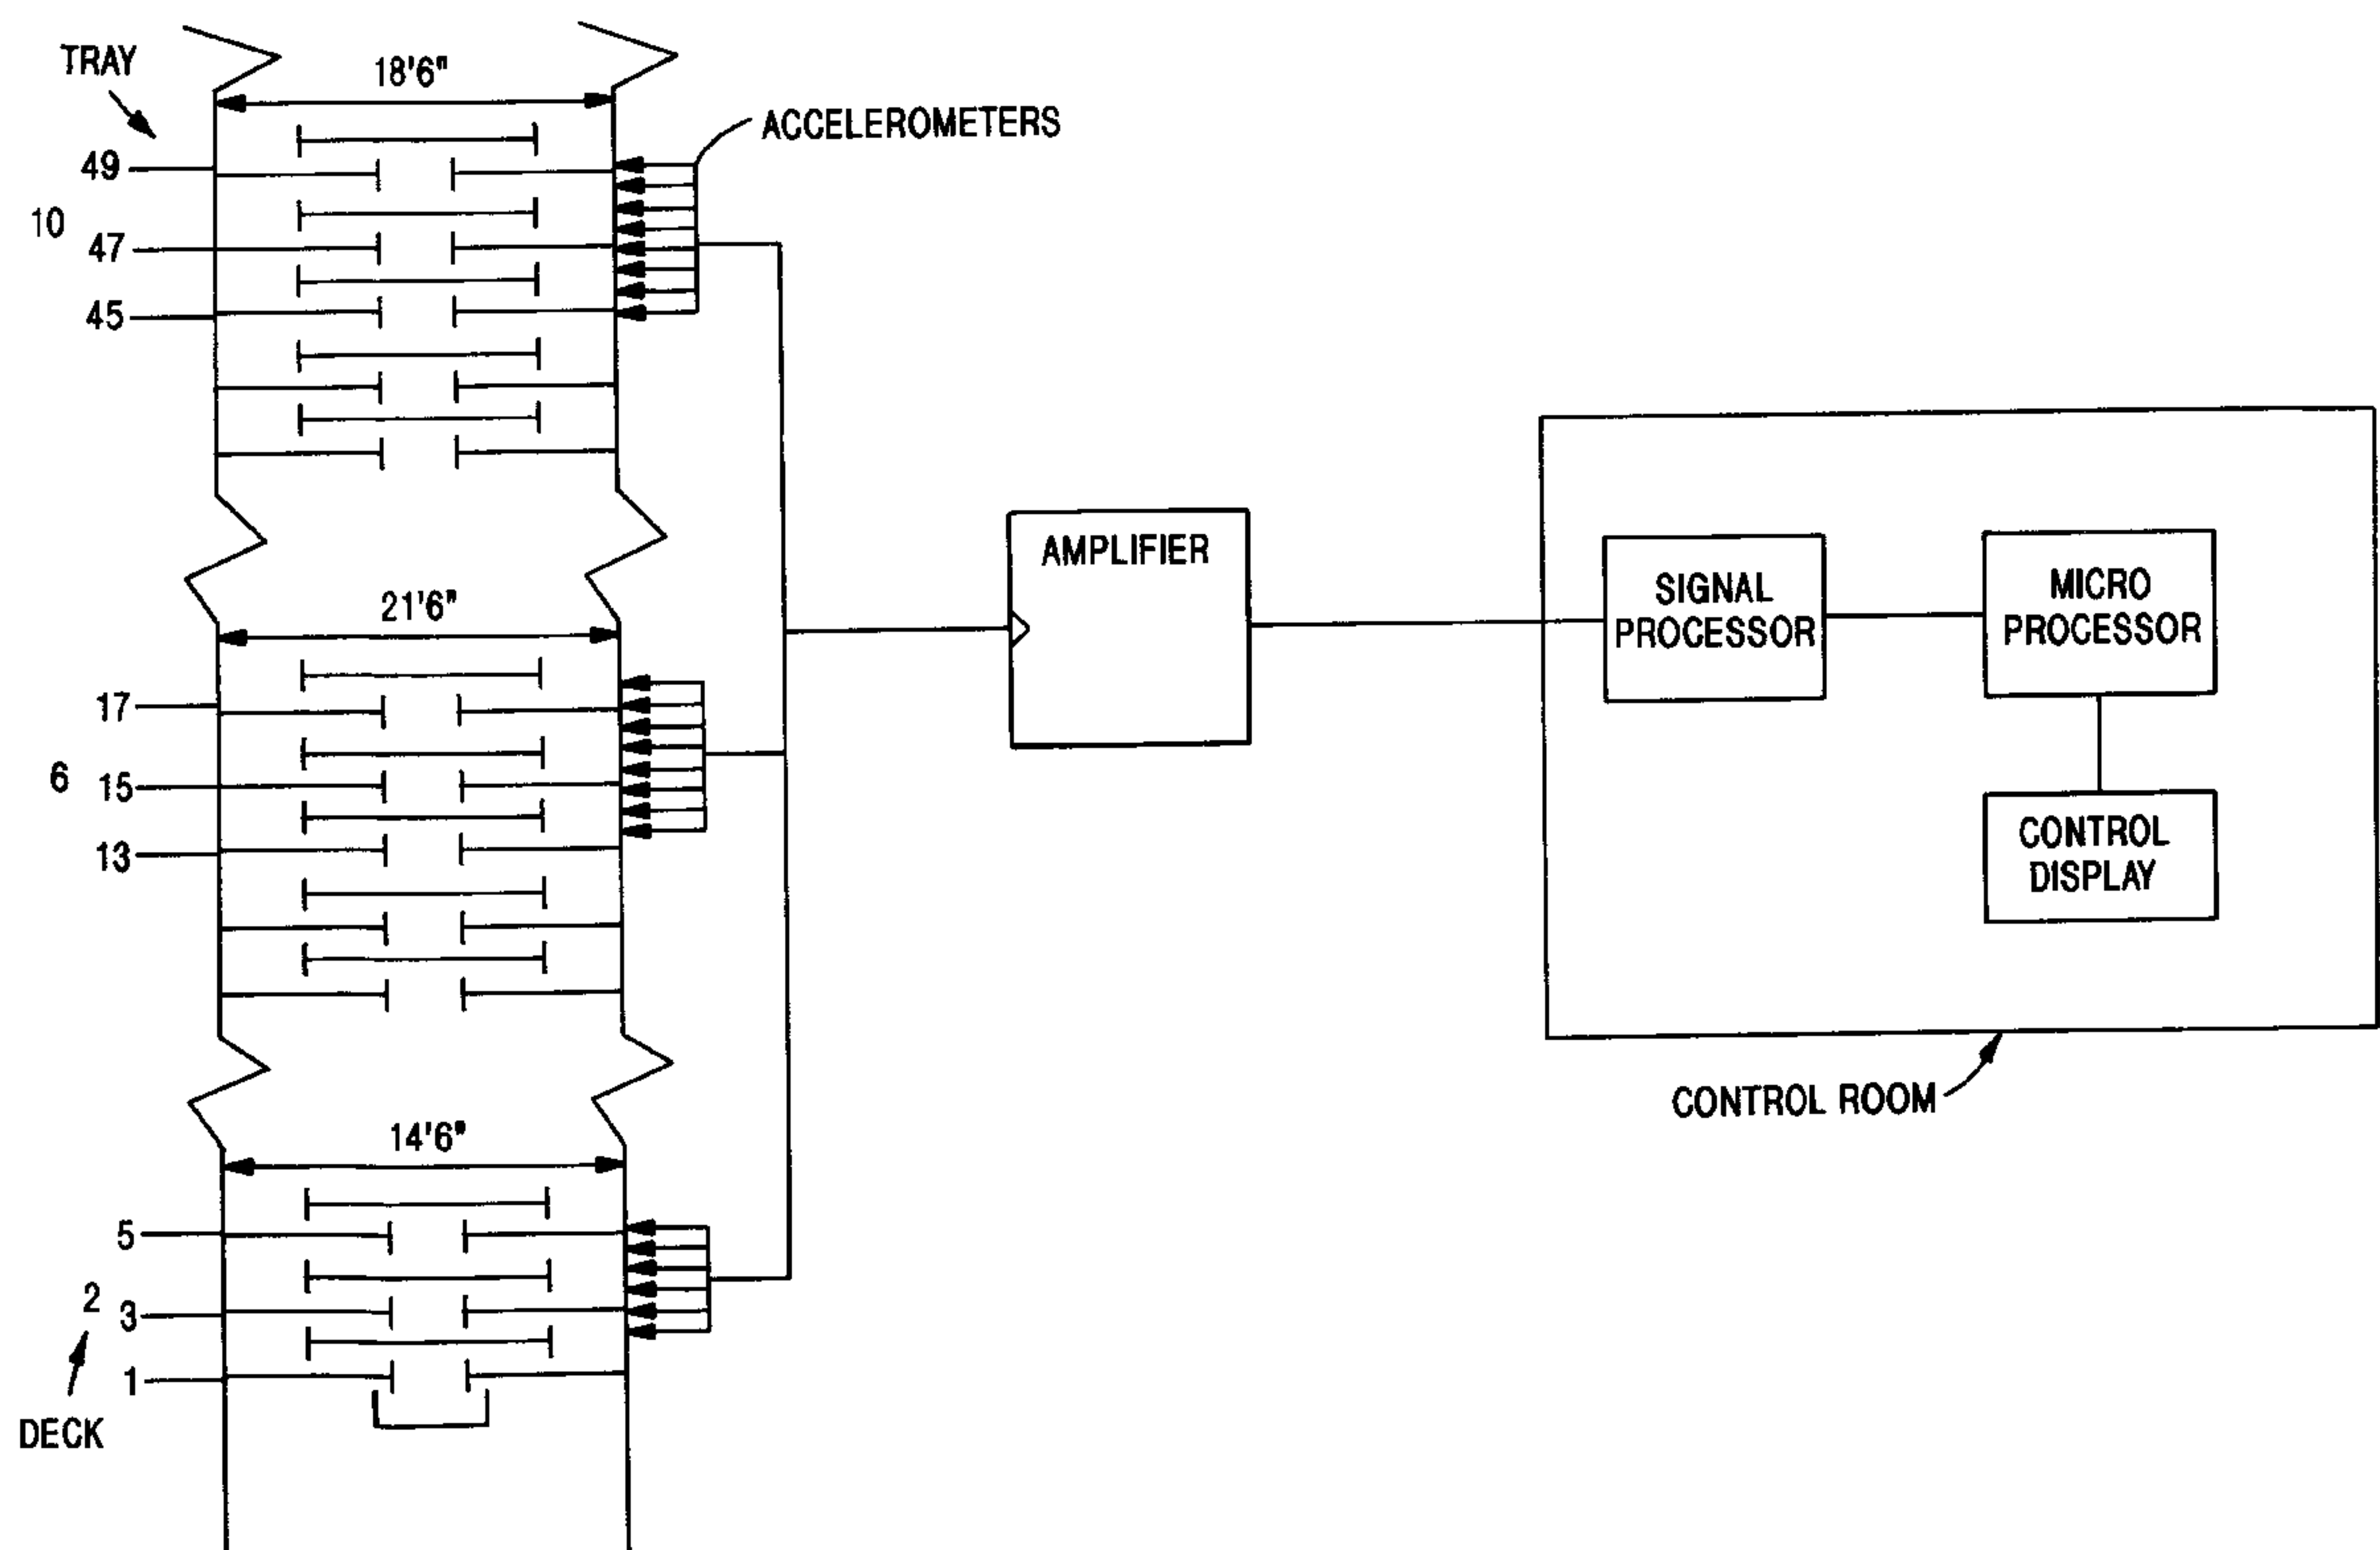 TRAY
18'6"
ACCELEROMETERS
49
10
47
45
21'6"
17
6
15
13
14'6"
5
2
3
1
DECK
AMPLIFIER
SIGNAL
PROCESSOR
MICRO
PROCESSOR
CONTROL
DISPLAY
CONTROL ROOM